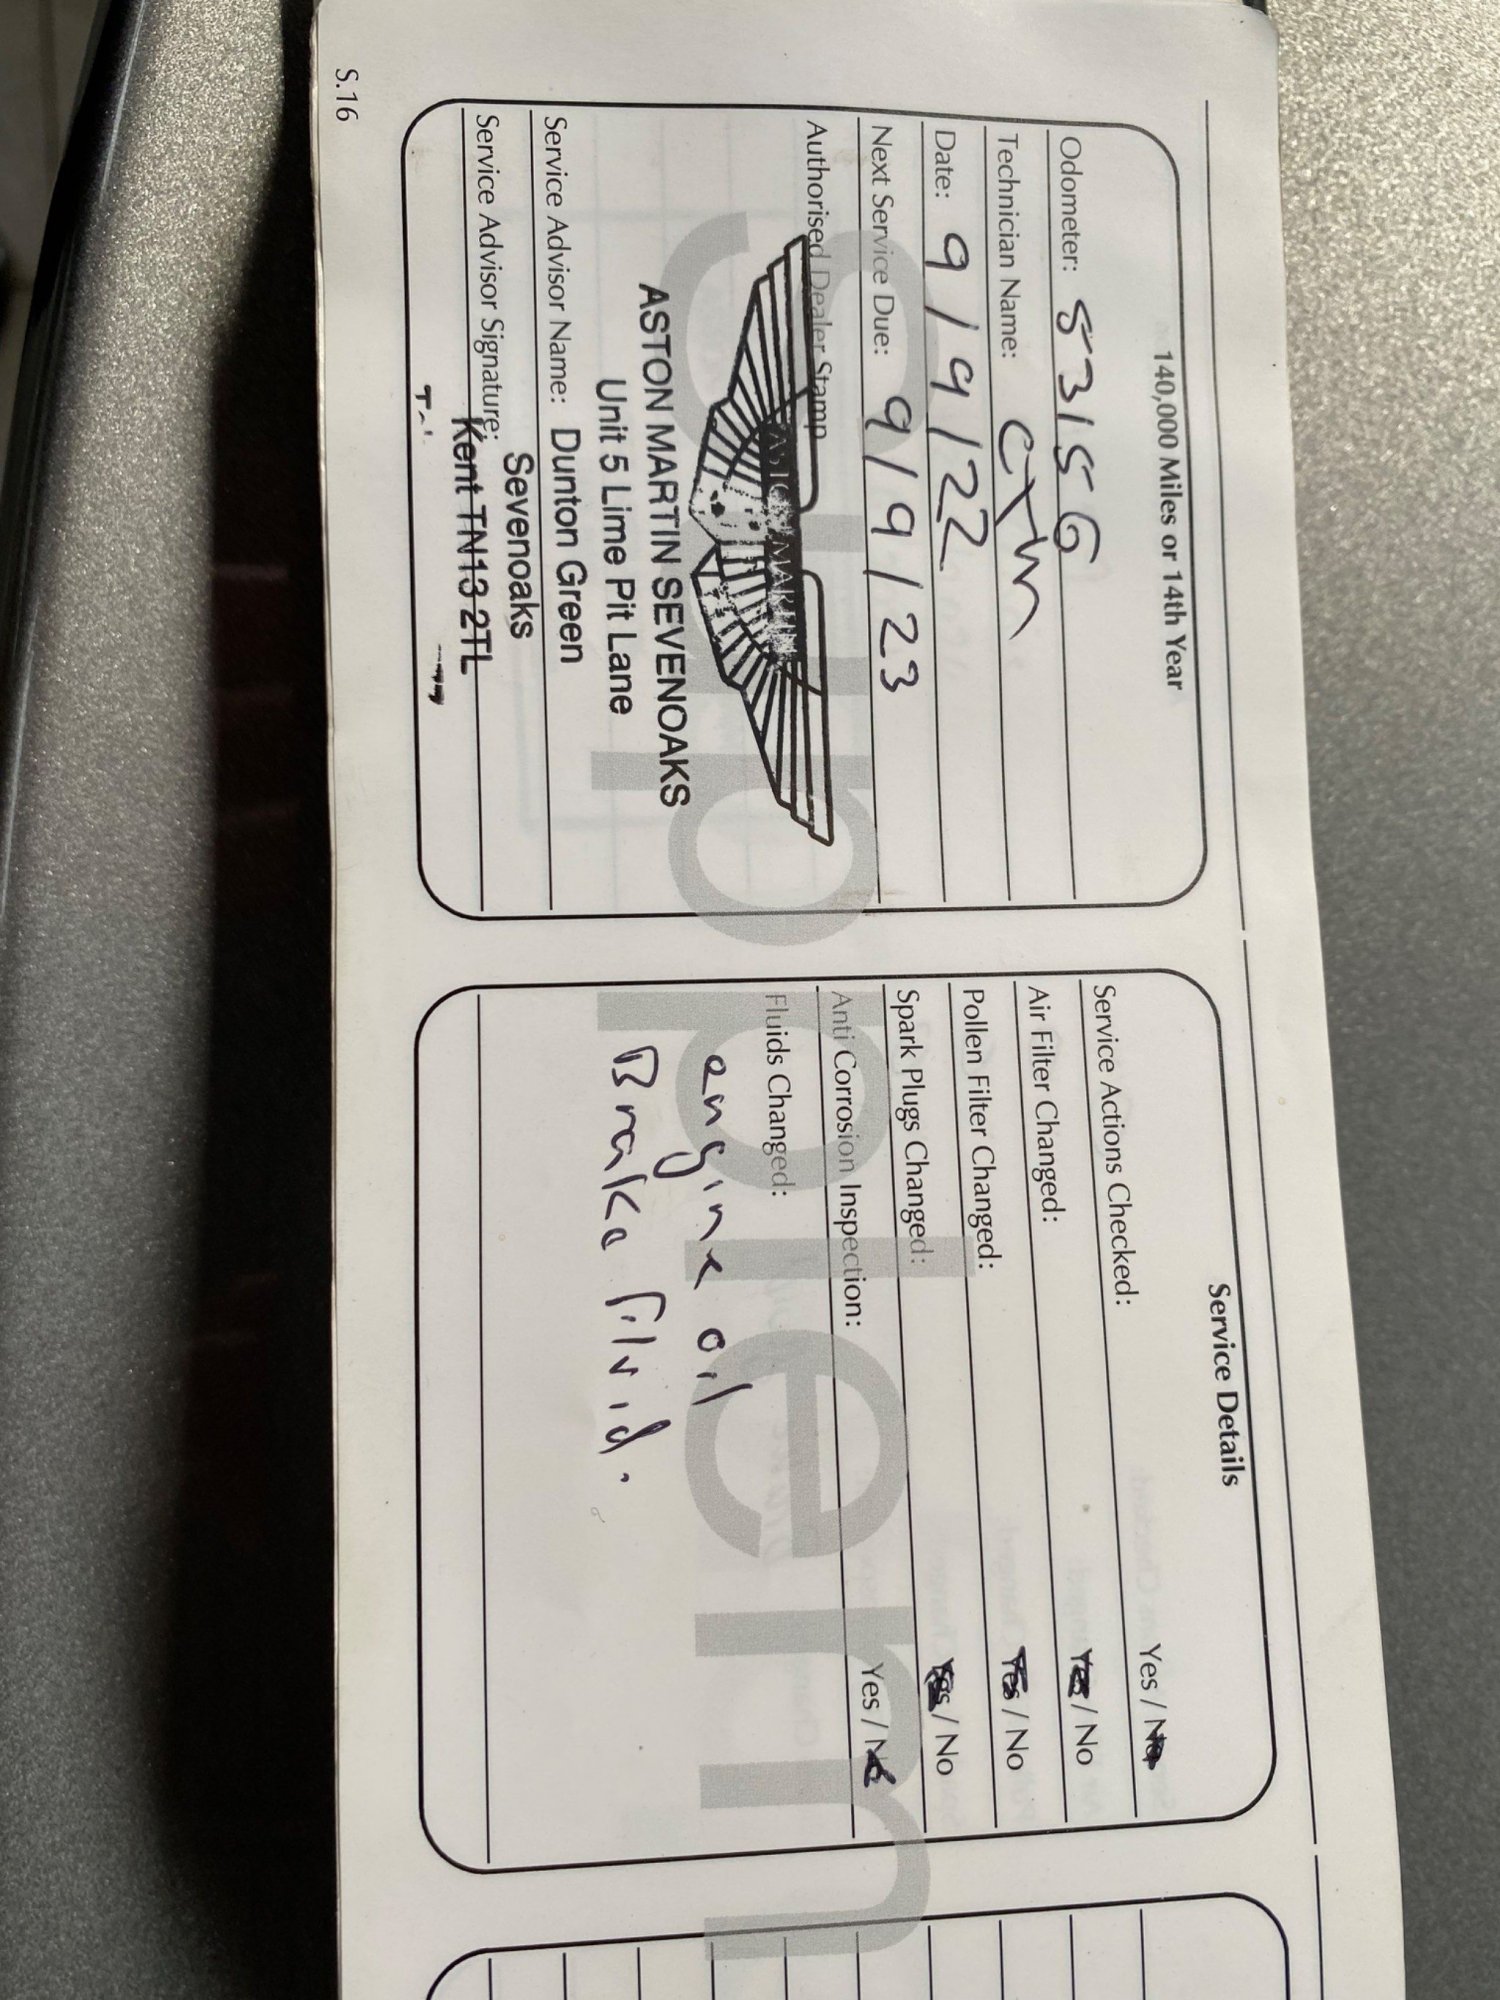 140,000 Miles or 14th Year
Odometer: 53156
Technician Name:
Date: 9/9/22
Next Service Due: 9/9/23
Authorised Dealer Stamp
ASTON MARTIN
ASTON MARTIN SEVENOAKS
Unit 5 Lime Pit Lane
Service Advisor Name: Dunton Green
Sevenoaks
Service Advisor Signature: Kent TN13 2TL
S.16
Service Details
Service Actions Checked: Yes / No
Air Filter Changed: Yes / No
Pollen Filter Changed: Yes / No
Spark Plugs Changed: Yes / No
Anti Corrosion Inspection: Yes / No
Fluids Changed:
engine oil
Brake fluid.
Supplem